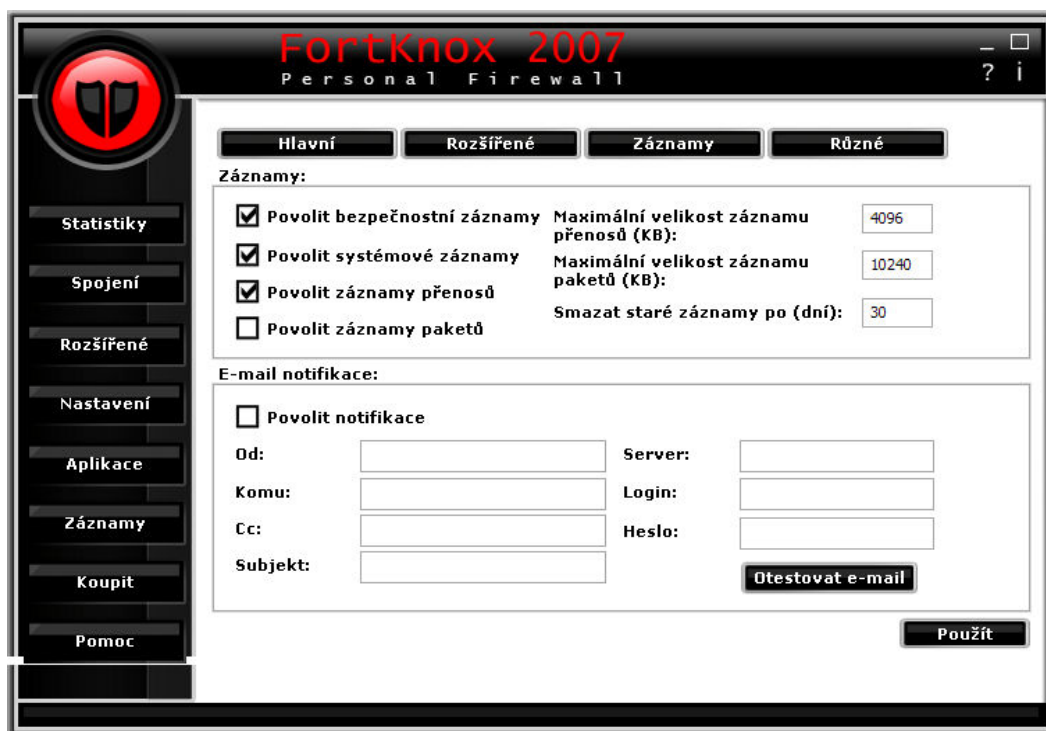 FortKnox 2007
Personal Firewall
? i
Hlavní
Rozšířené
Záznamy
Různé
Statistiky
Spojení
Rozšířené
Nastavení
Aplikace
Záznamy
Koupit
Pomoc
Záznamy:
Povolit bezpečnostní záznamy
Povolit systémové záznamy
Povolit záznamy přenosů
Povolit záznamy paketů
Maximální velikost záznamu
přenosů (KB):
4096
Maximální velikost záznamu
paketů (KB):
10240
Smazat staré záznamy po (dní):
30
E-mail notifikace:
Povolit notifikace
Od:
Komu:
Cc:
Subjekt:
Server:
Login:
Heslo:
Otestovat e-mail
Použít